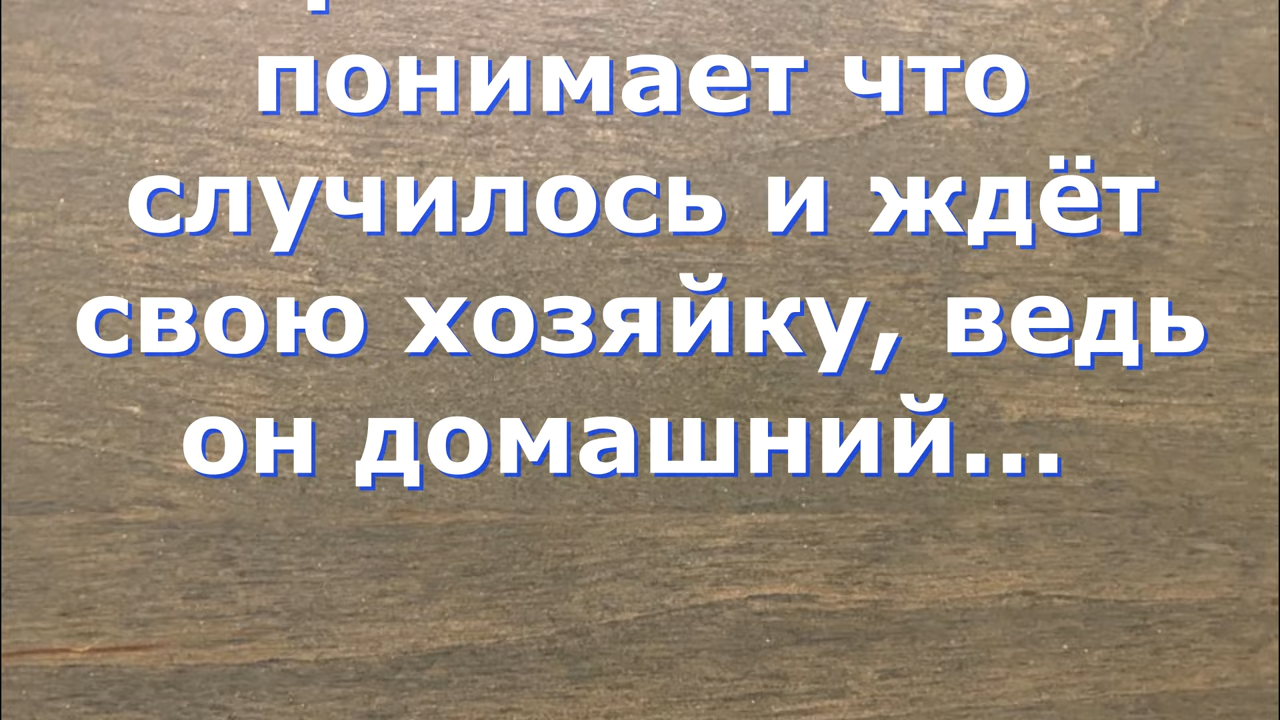 понимает что
случилось и ждёт
свою хозяйку, ведь
он домашний...